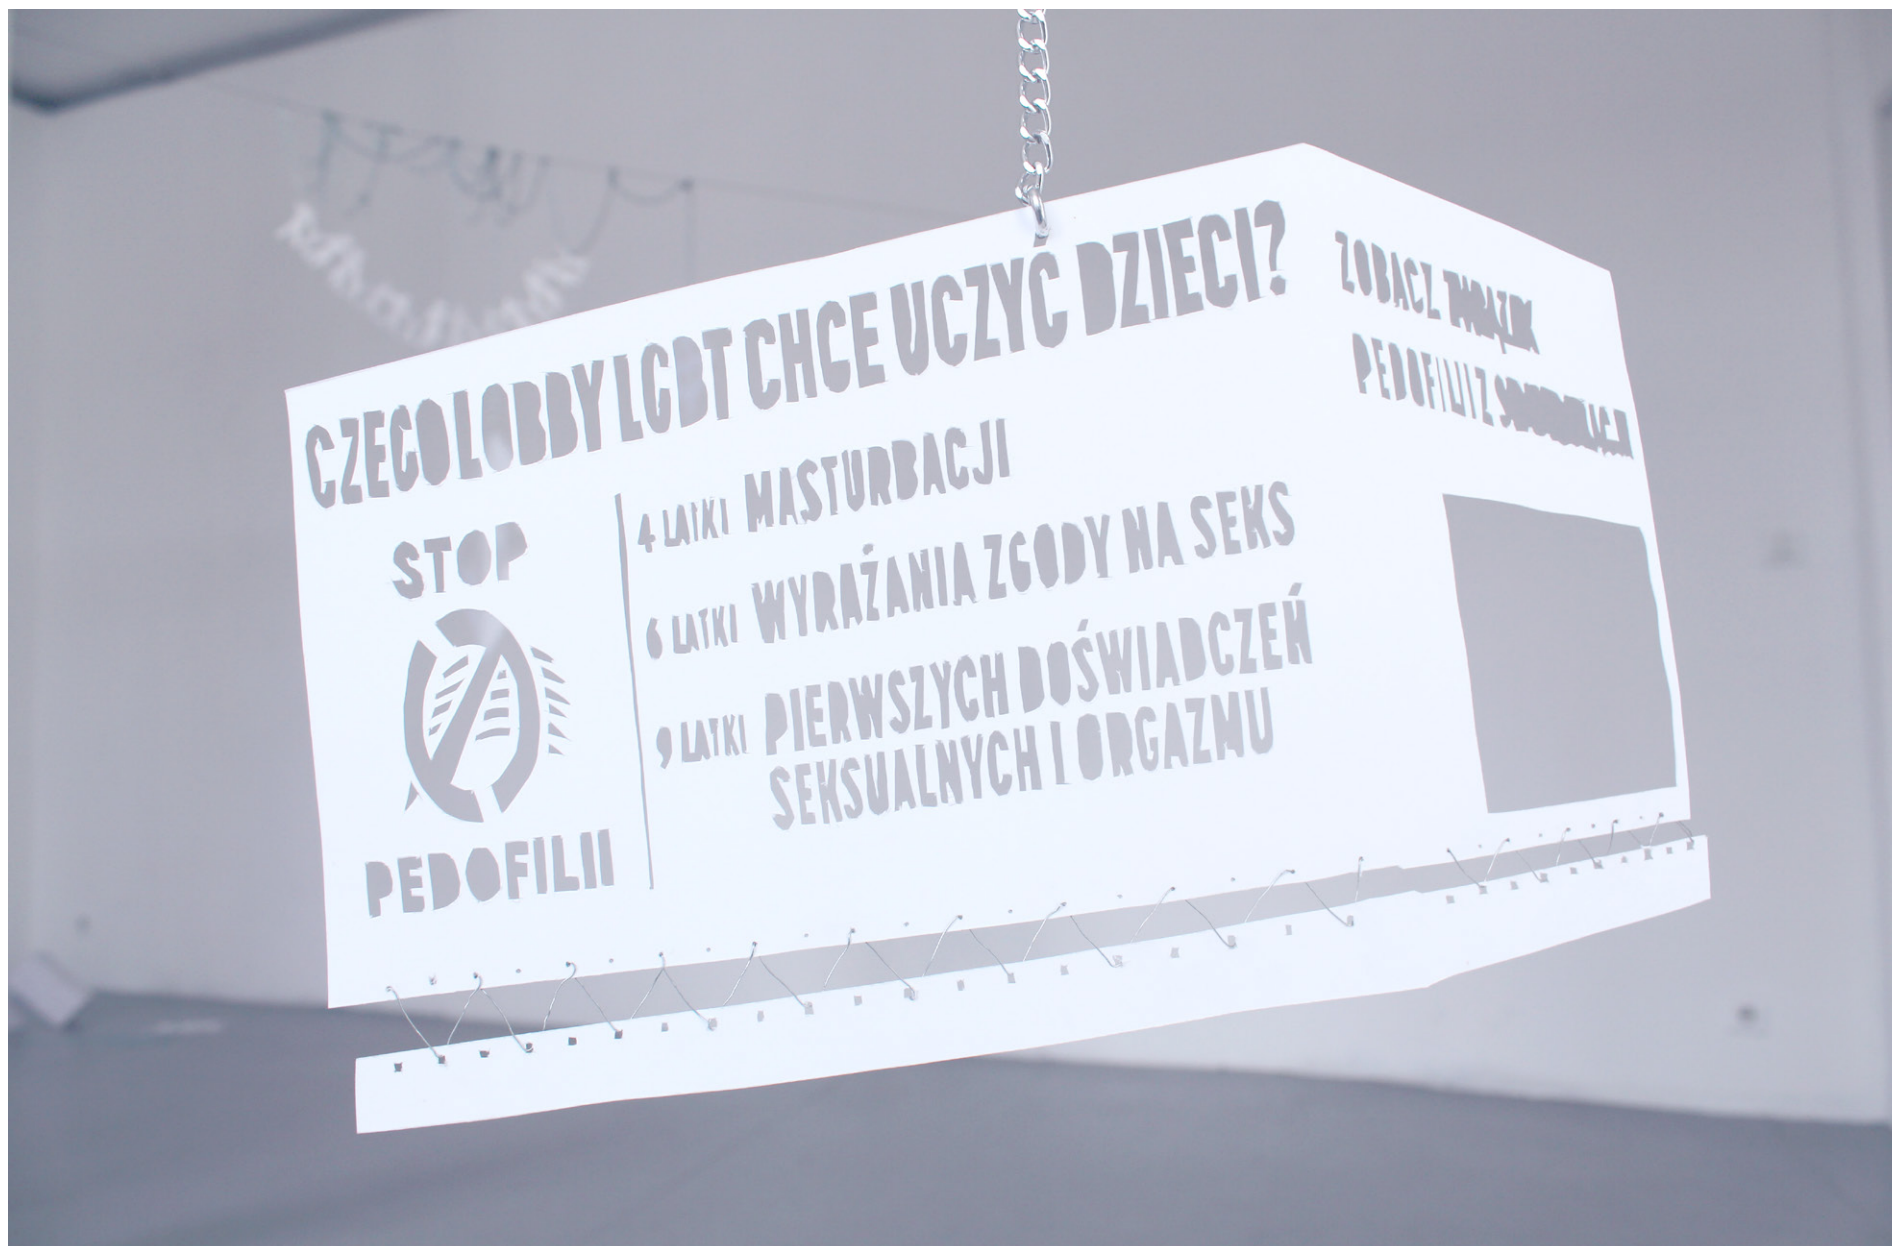 CZEGO LOBBY LGBT CHCE UCZYĆ DZIECI?
STOP
PEDOFILII
4 LATKI MASTURBACJI
6 LATKI WYRAŻANIA ZGODY NA SEKS
9 LATKI PIERWSZYCH DOŚWIADCZEŃ
SEKSUALNYCH I ORGAZMU
ZOBACZ
PEDOFILII Z